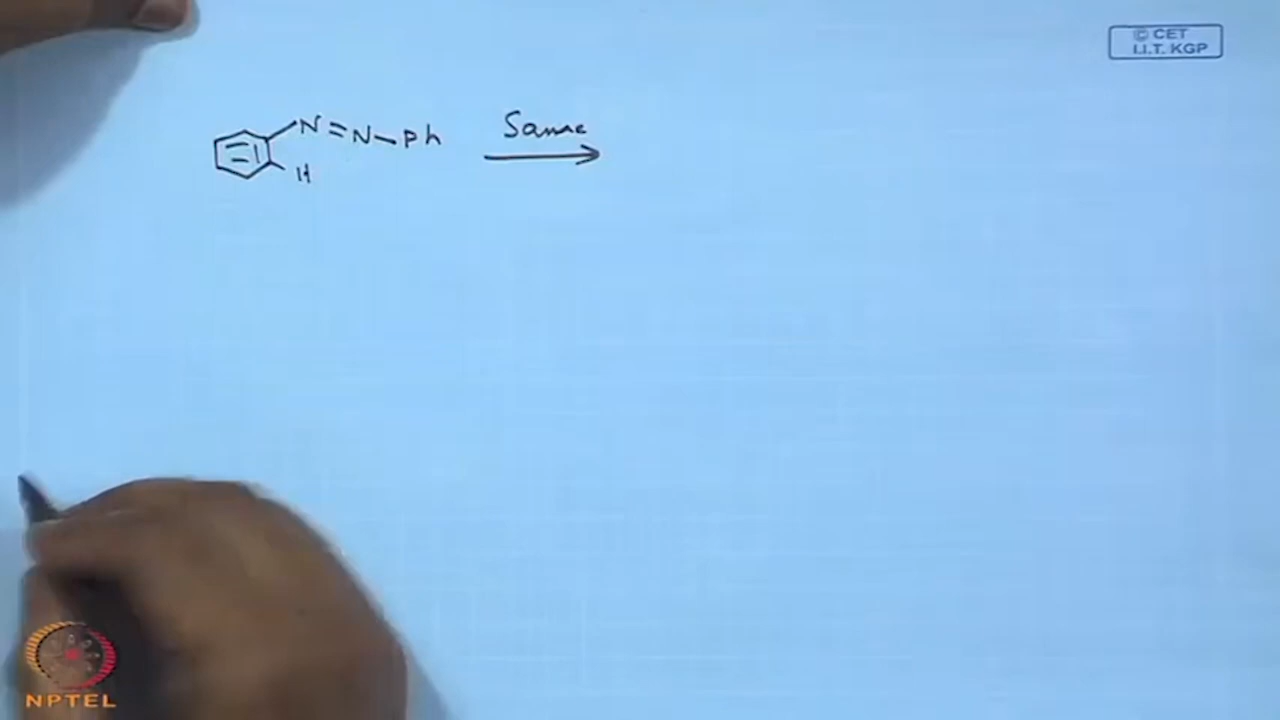 © CET
I.I.T. KGP
Same
N=N-Ph
H
NPTEL